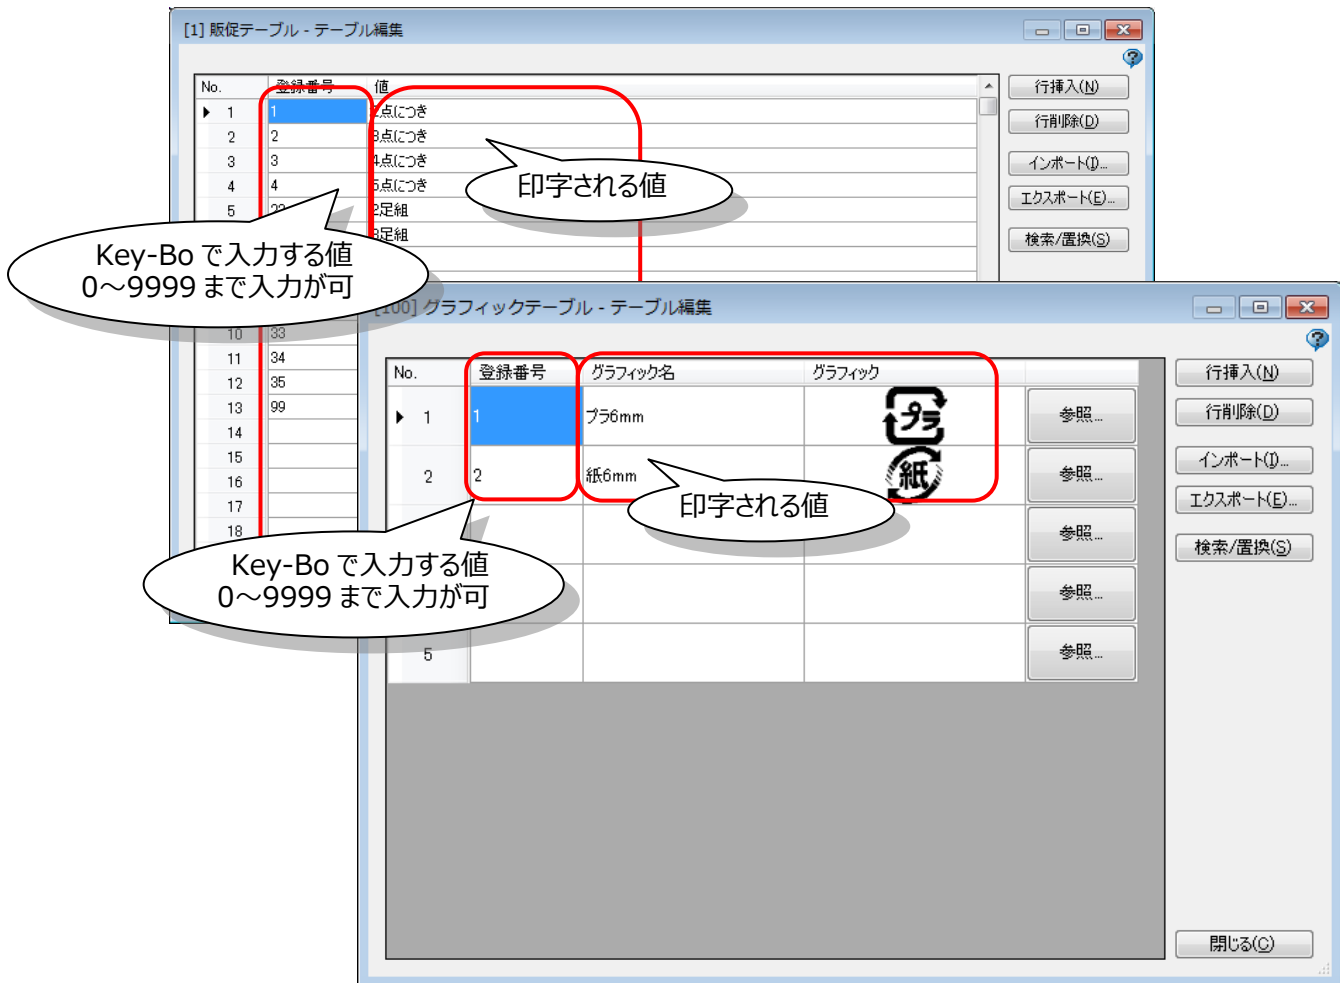 [1] 販促テーブル - テーブル編集
No. 登録番号 値
1 1 2点につき
2 2 3点につき
3 3 4点につき
4 4 5点につき
5 2足組
3足組
10 33
11 34
12 35
13 99
14
15
16
17
18
行挿入(N)
行削除(D)
インポート(I)...
エクスポート(E)...
検索/置換(S)
印字される値
Key-Bo で入力する値
0～9999 まで入力が可
[100] グラフィックテーブル - テーブル編集
No. 登録番号 グラフィック名 グラフィック
1 1 プラ6mm プラ 参照...
2 2 紙6mm 紙 参照...
参照...
参照...
5 参照...
行挿入(N)
行削除(D)
インポート(I)...
エクスポート(E)...
検索/置換(S)
印字される値
Key-Bo で入力する値
0～9999 まで入力が可
閉じる(C)